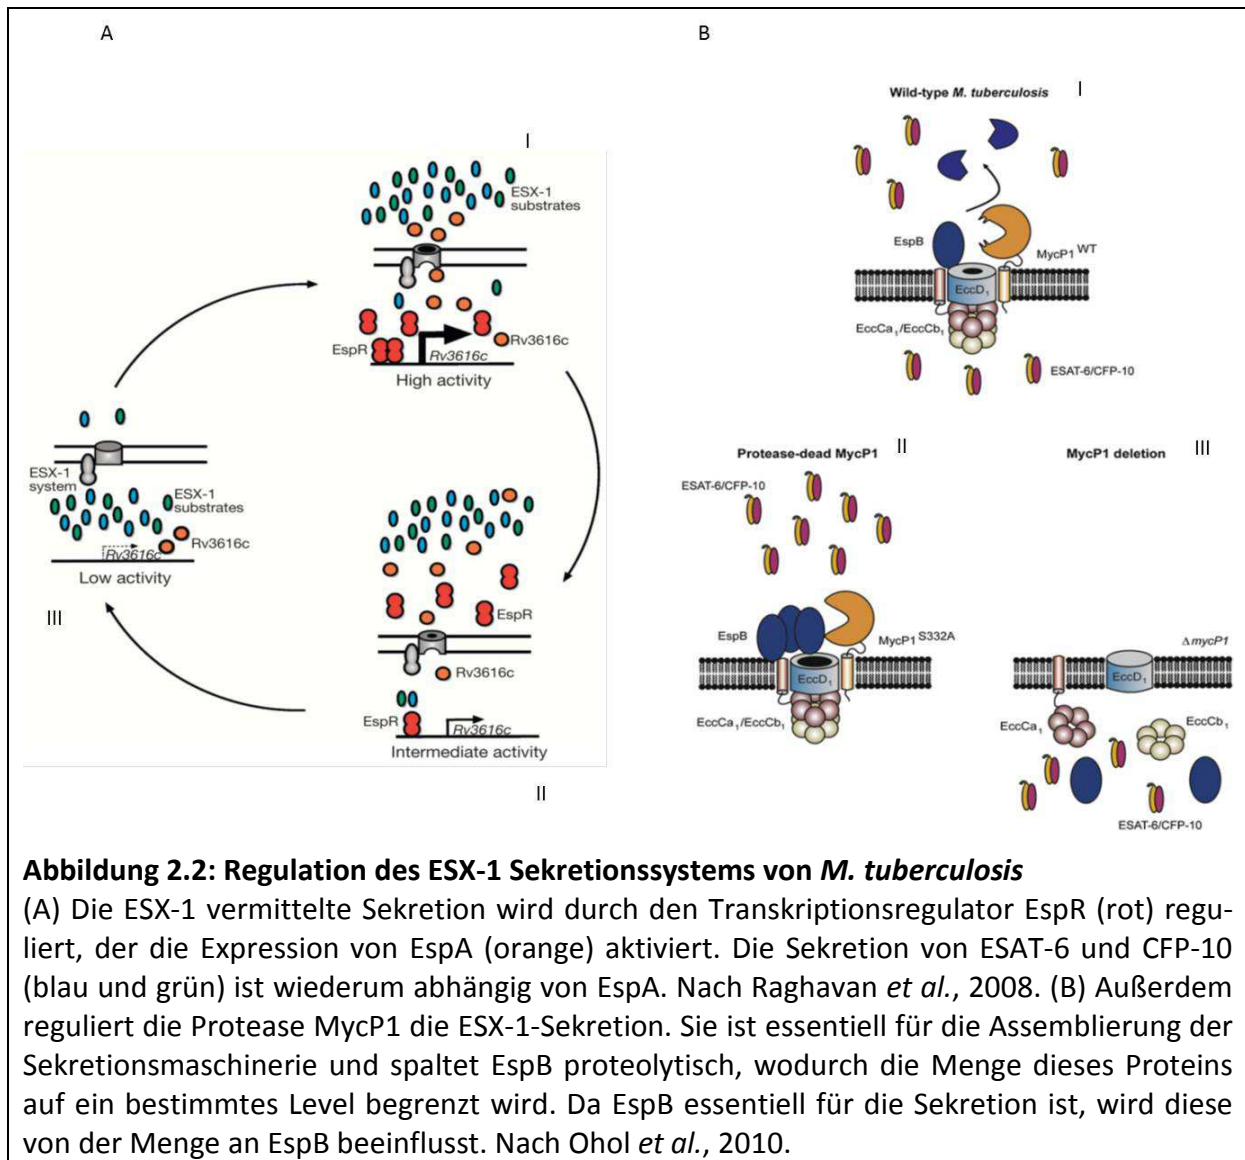 A
I
ESX-1
substrates
EspR
Rv3616c
Rv3616c
High activity
ESX-1
system
ESX-1
substrates
Rv3616c
Rv3616c
Low activity
III
EspR
Rv3616c
EspR
Rv3616c
Intermediate activity
II
B
Wild-type M. tuberculosis
I
EspB
MycP1 WT
EccD1
EccCa1/EccCb1
ESAT-6/CFP-10
Protease-dead MycP1
II
ESAT-6/CFP-10
EspB
MycP1 S332A
EccD1
EccCa1/EccCb1
MycP1 deletion
III
ΔmycP1
EccD1
EccCa1
EccCb1
ESAT-6/CFP-10
Abbildung 2.2: Regulation des ESX-1 Sekretionssystems von M. tuberculosis
(A) Die ESX-1 vermittelte Sekretion wird durch den Transkriptionsregulator EspR (rot) regu-
liert, der die Expression von EspA (orange) aktiviert. Die Sekretion von ESAT-6 und CFP-10
(blau und grün) ist wiederum abhängig von EspA. Nach Raghavan et al., 2008. (B) Außerdem
reguliert die Protease MycP1 die ESX-1-Sekretion. Sie ist essentiell für die Assemblierung der
Sekretionsmaschinerie und spaltet EspB proteolytisch, wodurch die Menge dieses Proteins
auf ein bestimmtes Level begrenzt wird. Da EspB essentiell für die Sekretion ist, wird diese
von der Menge an EspB beeinflusst. Nach Ohol et al., 2010.